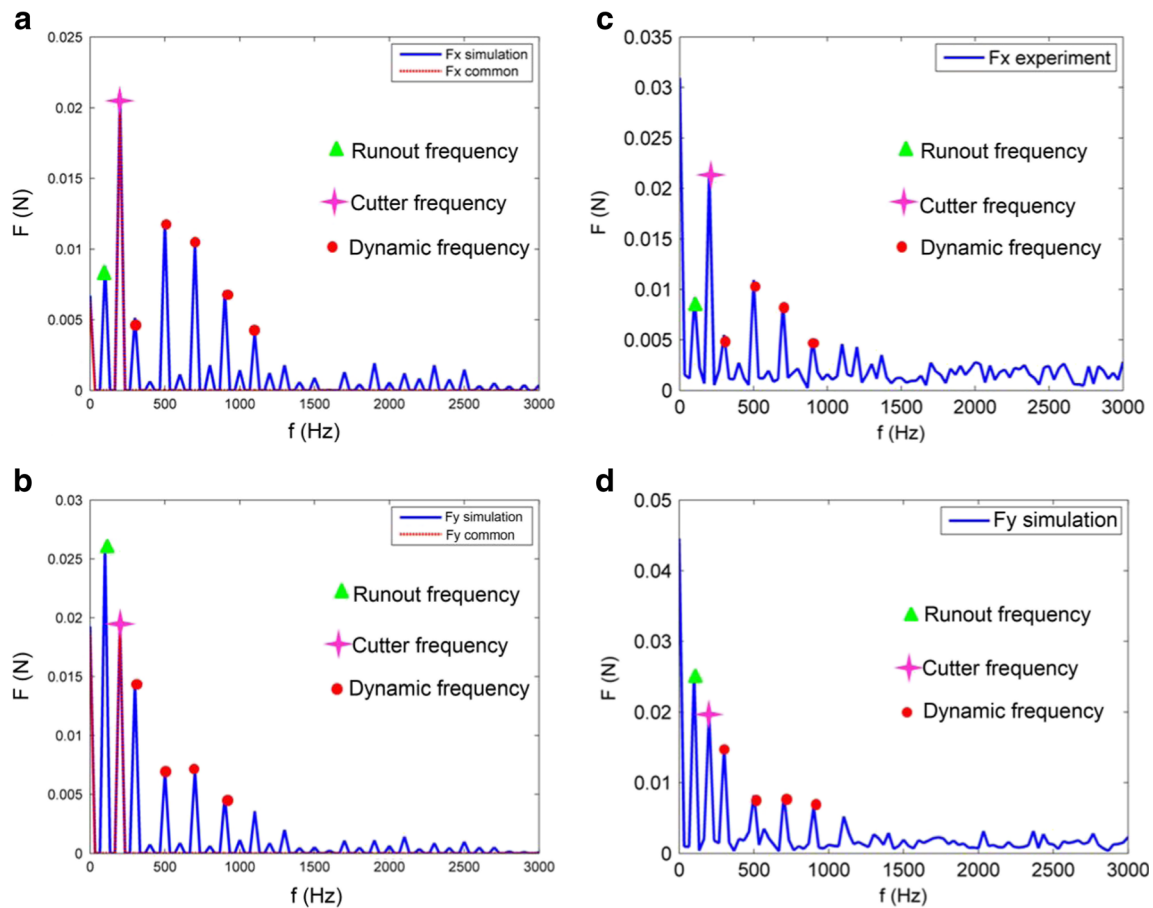 a
0.025
0.02
0.015
0.01
0.005
0
F (N)
Fx simulation
Fx common
Runout frequency
Cutter frequency
Dynamic frequency
0 500 1000 1500 2000 2500 3000
f (Hz)
c
0.035
0.03
0.025
0.02
0.015
0.01
0.005
0
F (N)
Fx experiment
Runout frequency
Cutter frequency
Dynamic frequency
0 500 1000 1500 2000 2500 3000
f (Hz)
b
0.03
0.025
0.02
0.015
0.01
0.005
0
F (N)
Fy simulation
Fy common
Runout frequency
Cutter frequency
Dynamic frequency
0 500 1000 1500 2000 2500 3000
f (Hz)
d
0.05
0.04
0.03
0.02
0.01
0
F (N)
Fy simulation
Runout frequency
Cutter frequency
Dynamic frequency
0 500 1000 1500 2000 2500 3000
f (Hz)